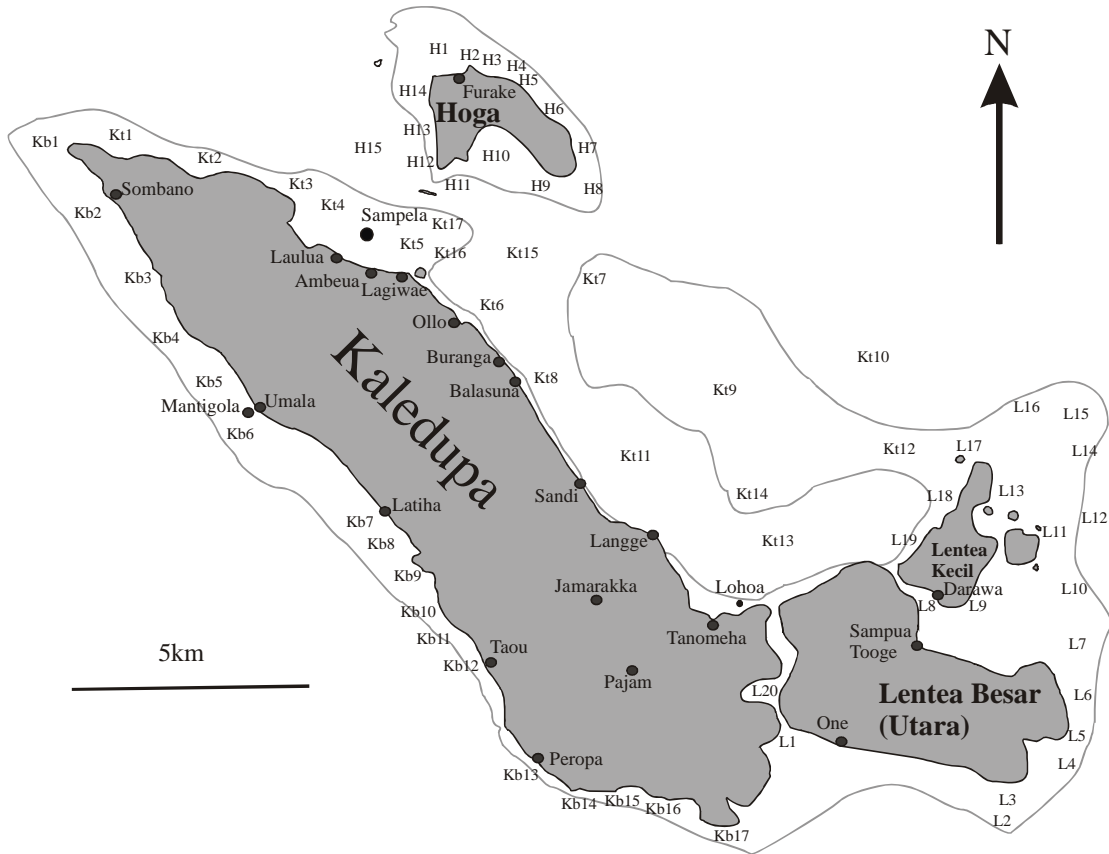 N
H1
H2
H3
H4
H5
Furake
H14
Hoga
H6
H13
H15
H12
H10
H7
H11
H9
H8
Kb1
Kt1
Kt2
Kt3
Kt4
Sombano
Kb2
Sampela
Kt17
Kt5
Kt16
Kt15
Laulua
Ambeua
Lagiwae
Kb3
Kt7
Kt6
Ollo
Kb4
Buranga
Kt10
Kt8
Balasuna
Kt9
Kb5
Mantigola
Umala
Kb6
Kaledupa
L16
L15
Kt11
Kt12
L17
L14
Sandi
Kt14
L18
L13
Latiha
Kb7
L12
Kb8
Langge
Kt13
L19
L11
Lentea
Kecil
Kb9
Jamarakka
Lohoa
Darawa
L10
L8
L9
Kb10
Kb11
Tanomeha
Sampua
Tooge
L7
5km
Taou
Kb12
Pajam
L20
Lentea Besar
(Utara)
L6
One
L1
L5
Peropa
L4
Kb13
Kb14
Kb15
Kb16
L3
L2
Kb17